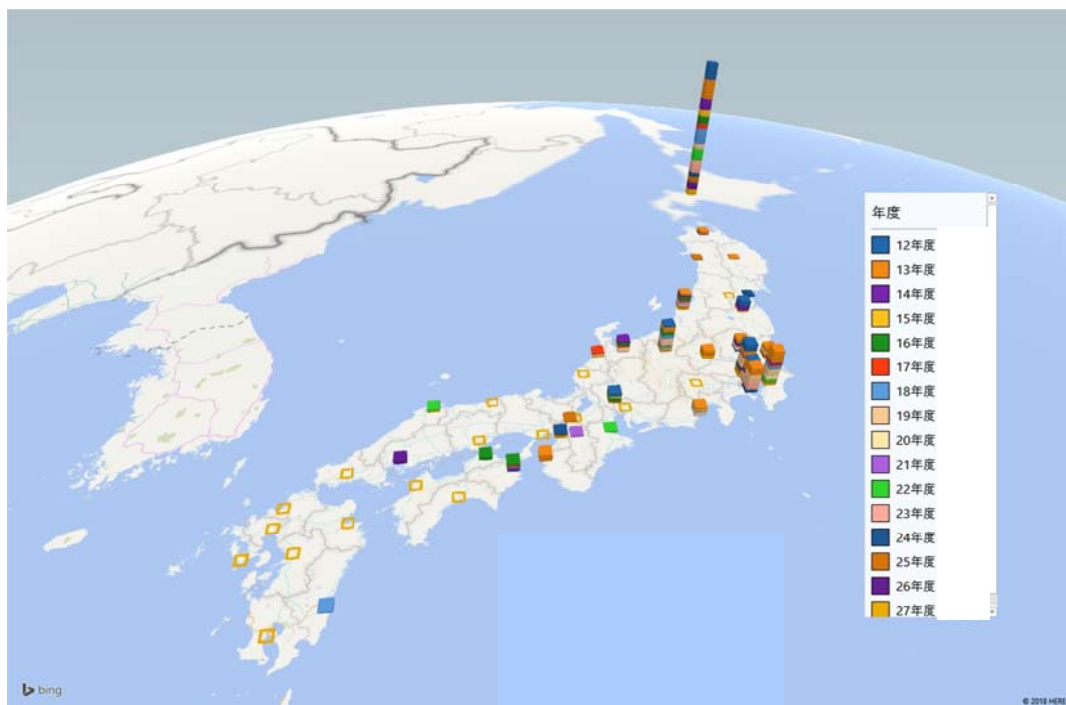 年度
12年度
13年度
14年度
15年度
16年度
17年度
18年度
19年度
20年度
21年度
22年度
23年度
24年度
25年度
26年度
27年度
bing
© 2018 HERE